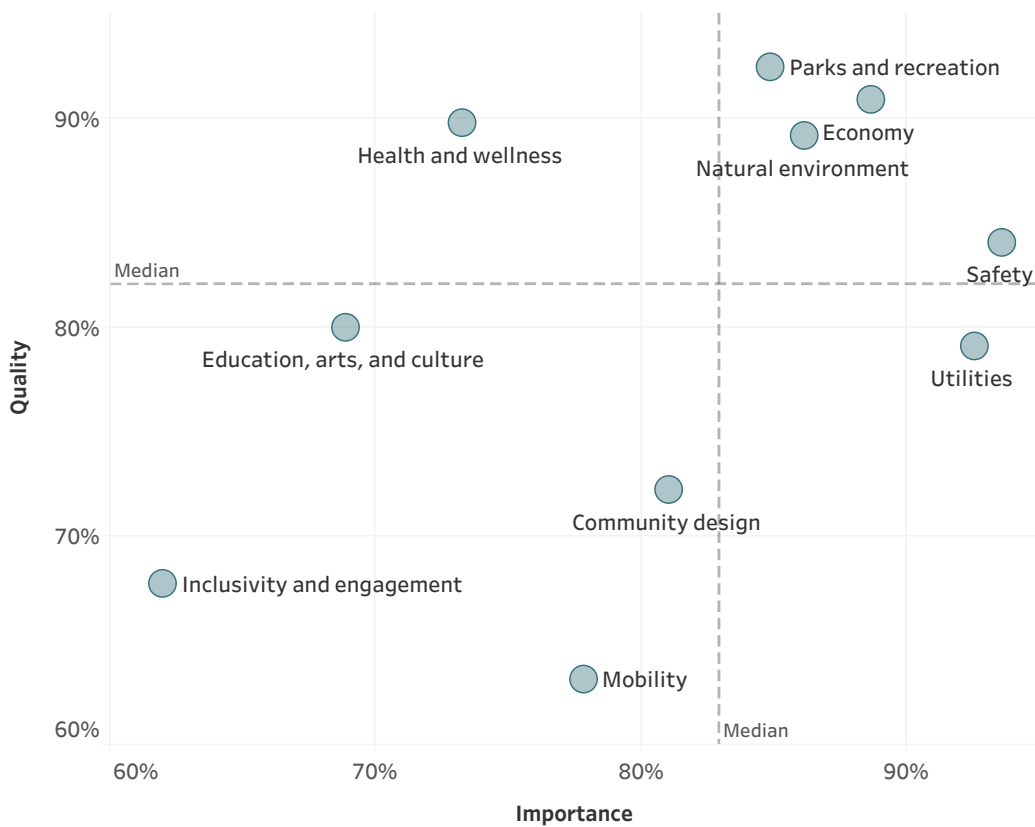 Parks and recreation
90%
Economy
Health and wellness
Natural environment
Median
Safety
80%
Education, arts, and culture
Utilities
Quality
Community design
70%
Inclusivity and engagement
Mobility
60%
Median
60%
70%
80%
90%
Importance